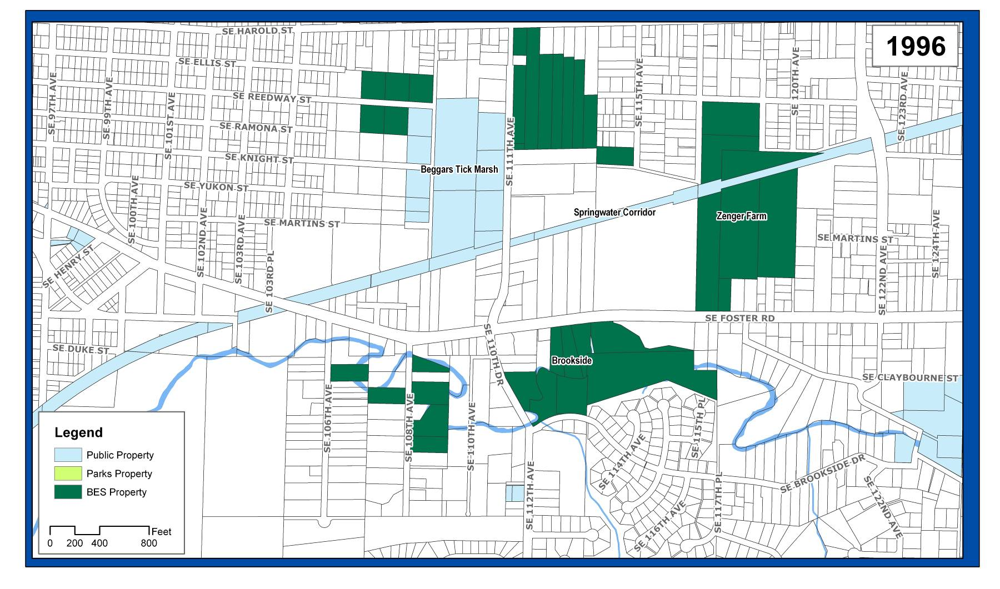 1996
SE HAROLD ST
SE ELLIS ST
SE REEDWAY ST
SE RAMONA ST
SE KNIGHT ST
SE YUKON ST
SE MARTINS ST
SE 97TH AVE
SE 99TH AVE
SE 101ST AVE
SE 100TH AVE
SE 102ND AVE
SE 103RD AVE
SE 103RD PL
SE HENRY ST
SE DUKE ST
SE 111TH AVE
SE 115TH AVE
SE 120TH AVE
SE 123RD AVE
Beggars Tick Marsh
Springwater Corridor
Zenger Farm
SE MARTINS ST
SE 124TH AVE
SE 122ND AVE
SE FOSTER RD
SE 110TH DR
Brookside
SE CLAYBOURNE ST
SE 106TH AVE
SE 108TH AVE
SE 110TH AVE
SE 112TH AVE
SE 114TH AVE
SE 115TH PL
SE 116TH AVE
SE 117TH PL
SE BROOKSIDE DR
SE 122ND AVE
Legend
Public Property
Parks Property
BES Property
Feet
0 200 400 800